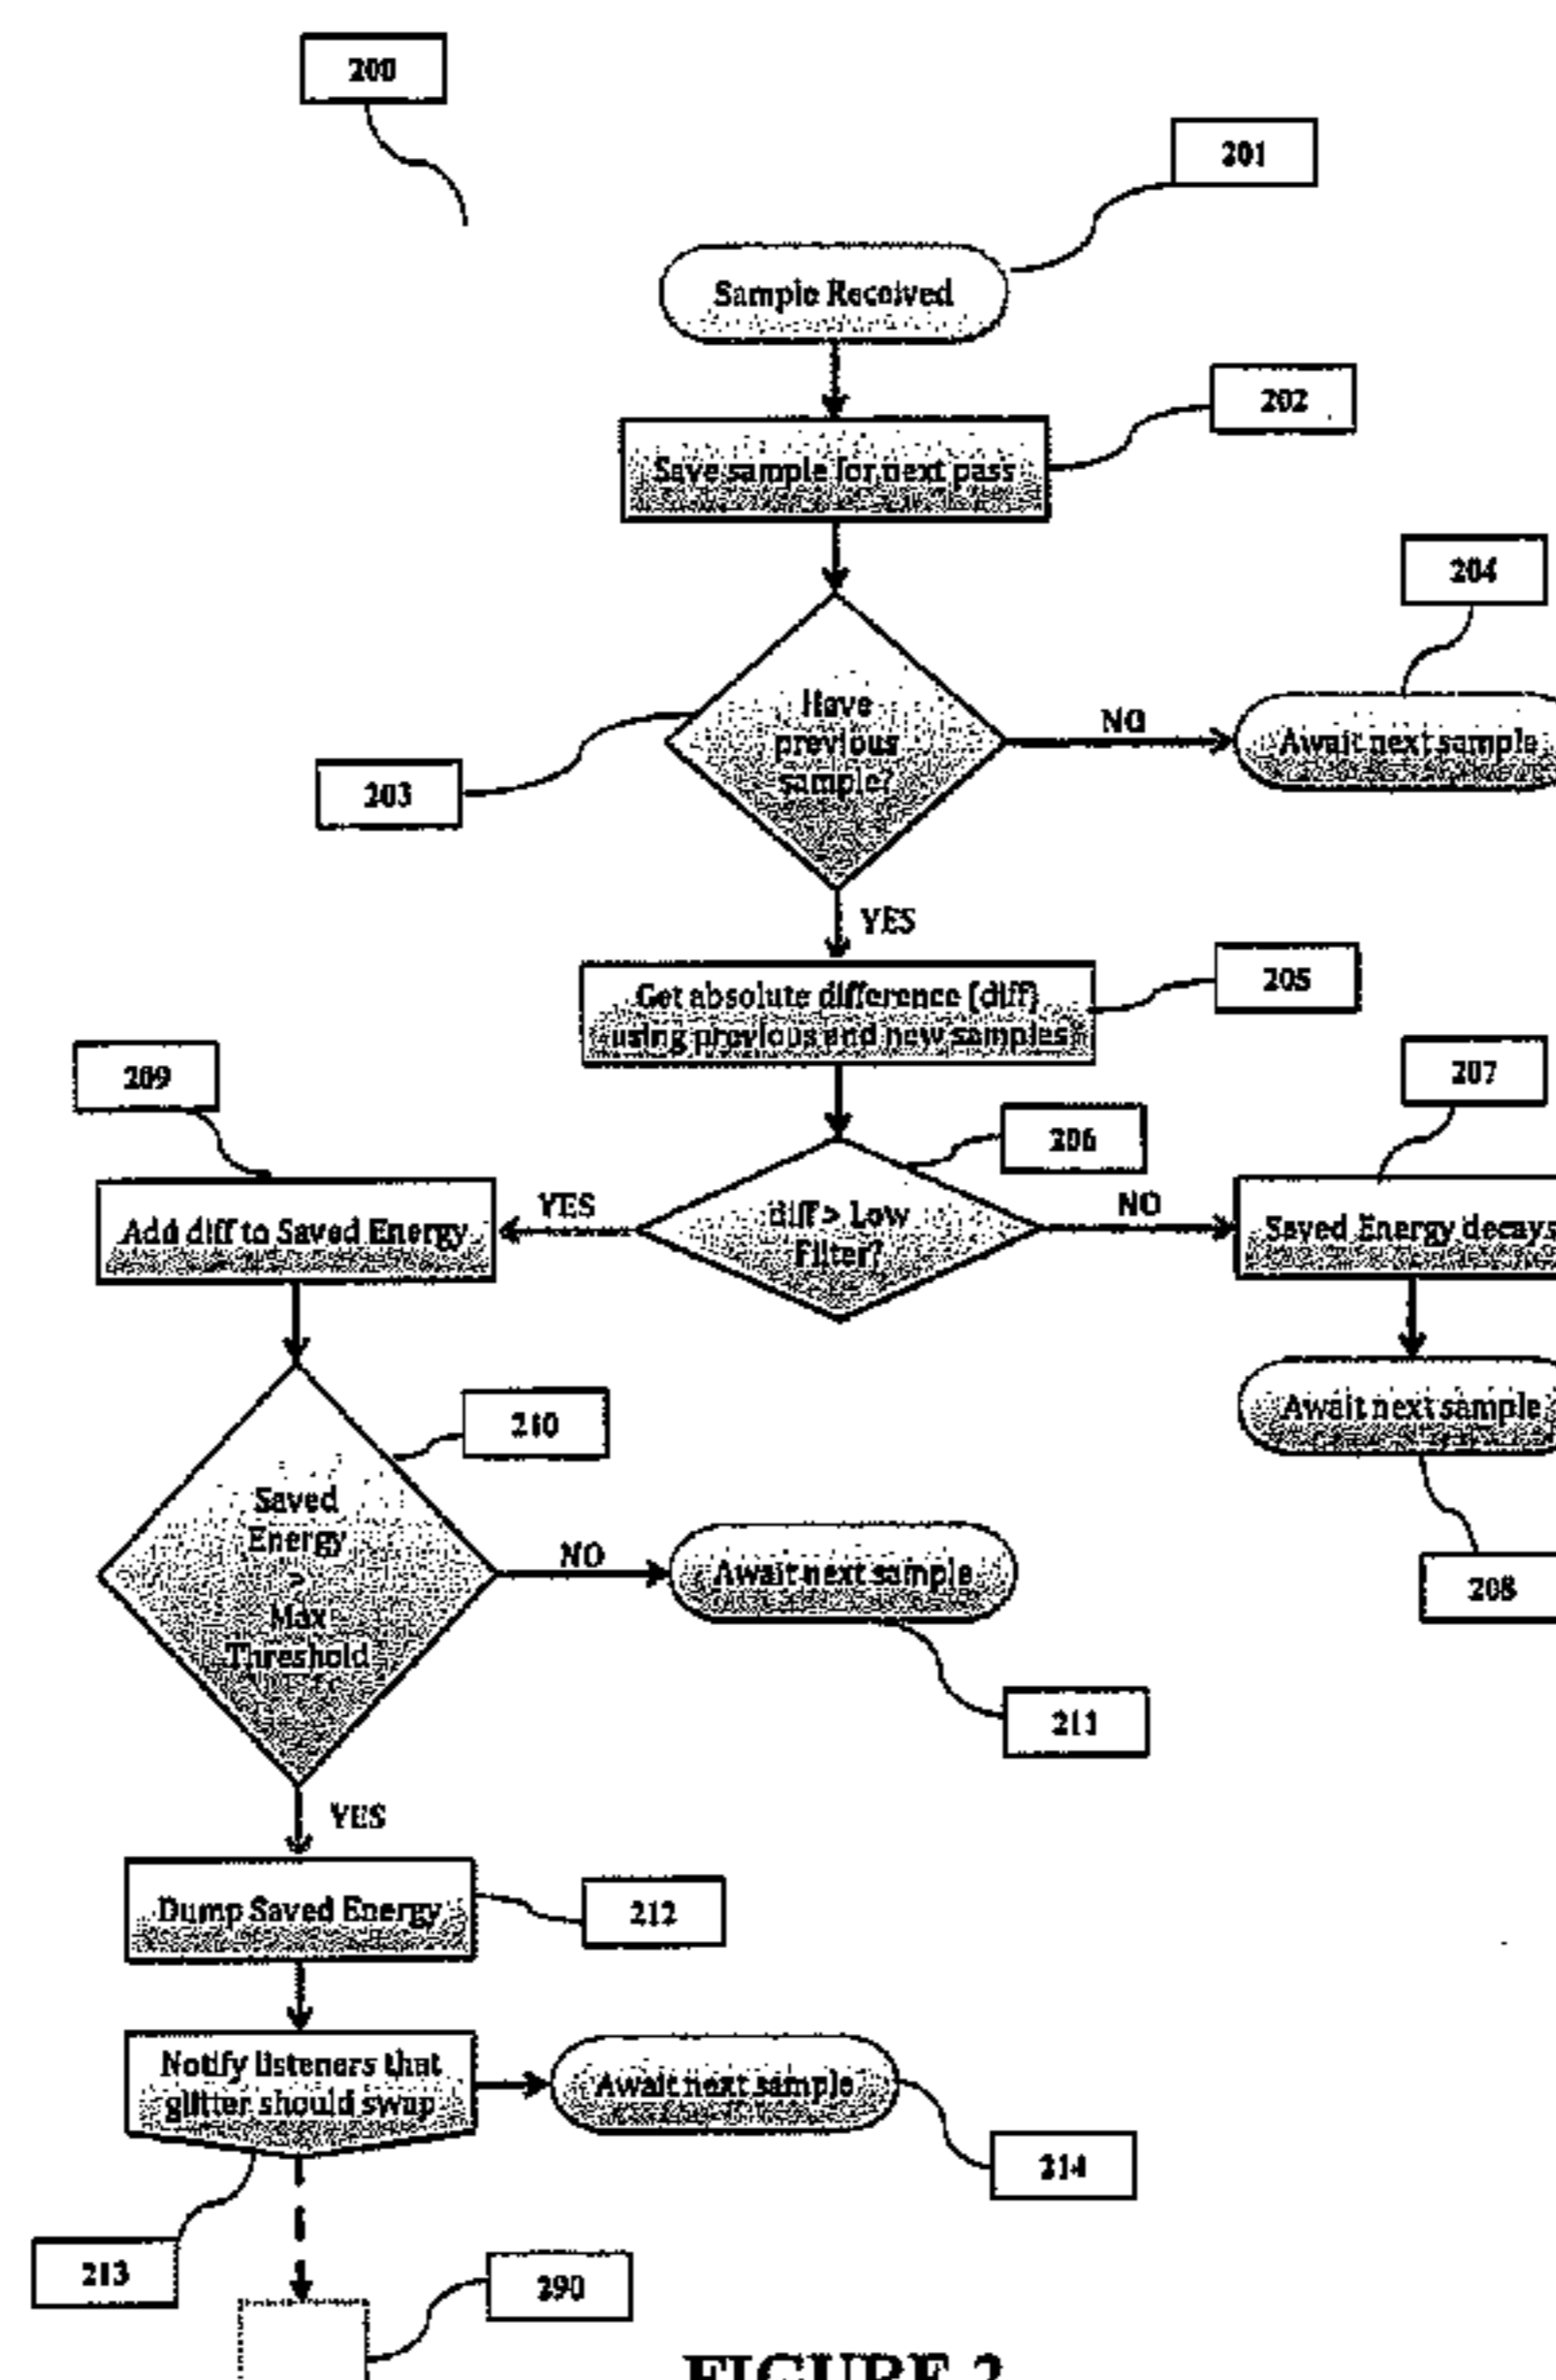 200
201
Sample Received
202
Save sample for next pass
204
Have
previous
sample?
NO
Await next sample
203
YES
Get absolute difference (diff)
using previous and new samples
205
209
207
206
Add diff to Saved Energy
YES
diff > Low
Filter?
NO
Saved Energy decays
Await next sample
210
Saved
Energy
>
Max
Threshold
NO
Await next sample
208
211
YES
Dump Saved Energy
212
Notify listeners that
glitter should swap
Await next sample
214
213
290
FIGURE 2